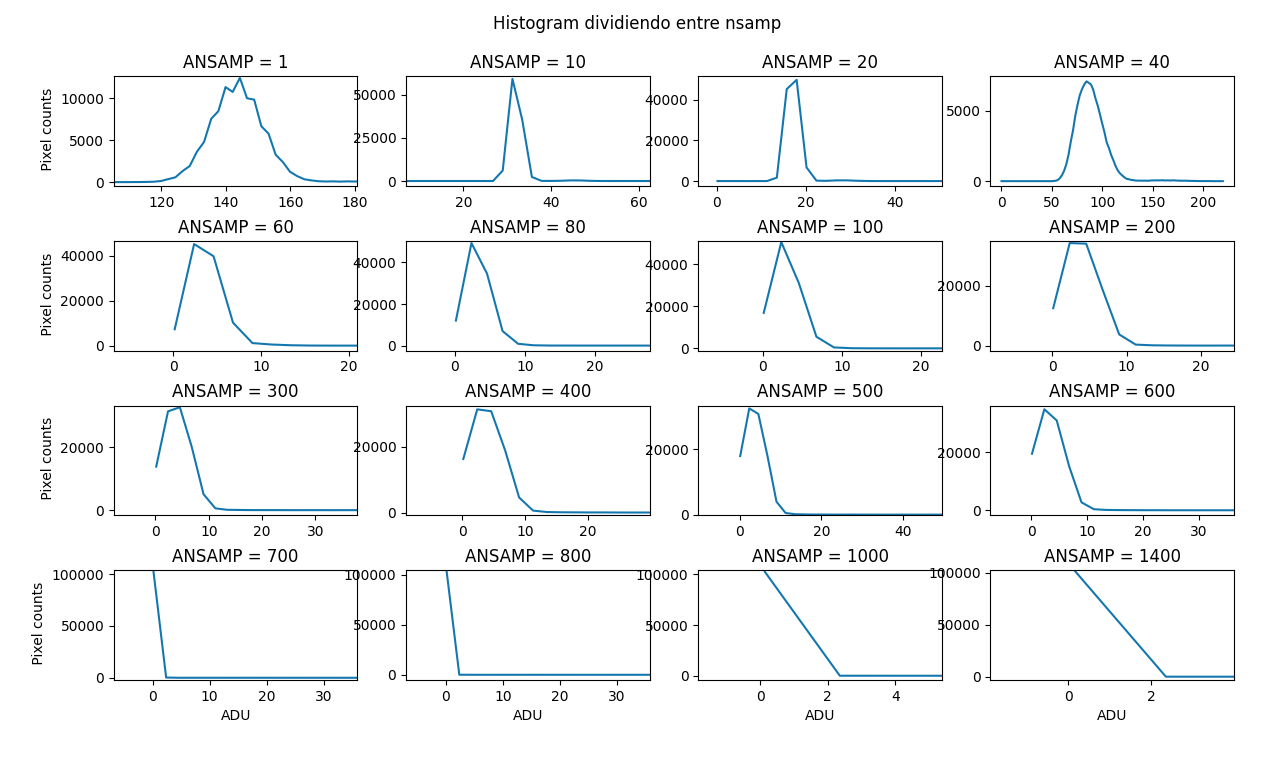 Histogram dividiendo entre nsamp
ANSAMP = 1
ANSAMP = 10
ANSAMP = 20
ANSAMP = 40
Pixel counts
10000
5000
0
120 140 160 180
50000
25000
0
20 40 60
40000
20000
0
0 20 40
5000
0
0 50 100 150 200
ANSAMP = 60
ANSAMP = 80
ANSAMP = 100
ANSAMP = 200
Pixel counts
40000
20000
0
0 10 20
40000
20000
0
0 10 20
40000
20000
0
0 10 20
20000
0
0 10 20
ANSAMP = 300
ANSAMP = 400
ANSAMP = 500
ANSAMP = 600
Pixel counts
20000
0
0 10 20 30
20000
0
0 10 20
20000
0
0 20 40
20000
0
0 10 20 30
ANSAMP = 700
ANSAMP = 800
ANSAMP = 1000
ANSAMP = 1400
Pixel counts
100000
50000
0
0 10 20 30
ADU
100000
50000
0
0 10 20 30
ADU
100000
50000
0
0 2 4
ADU
100000
50000
0
0 2
ADU